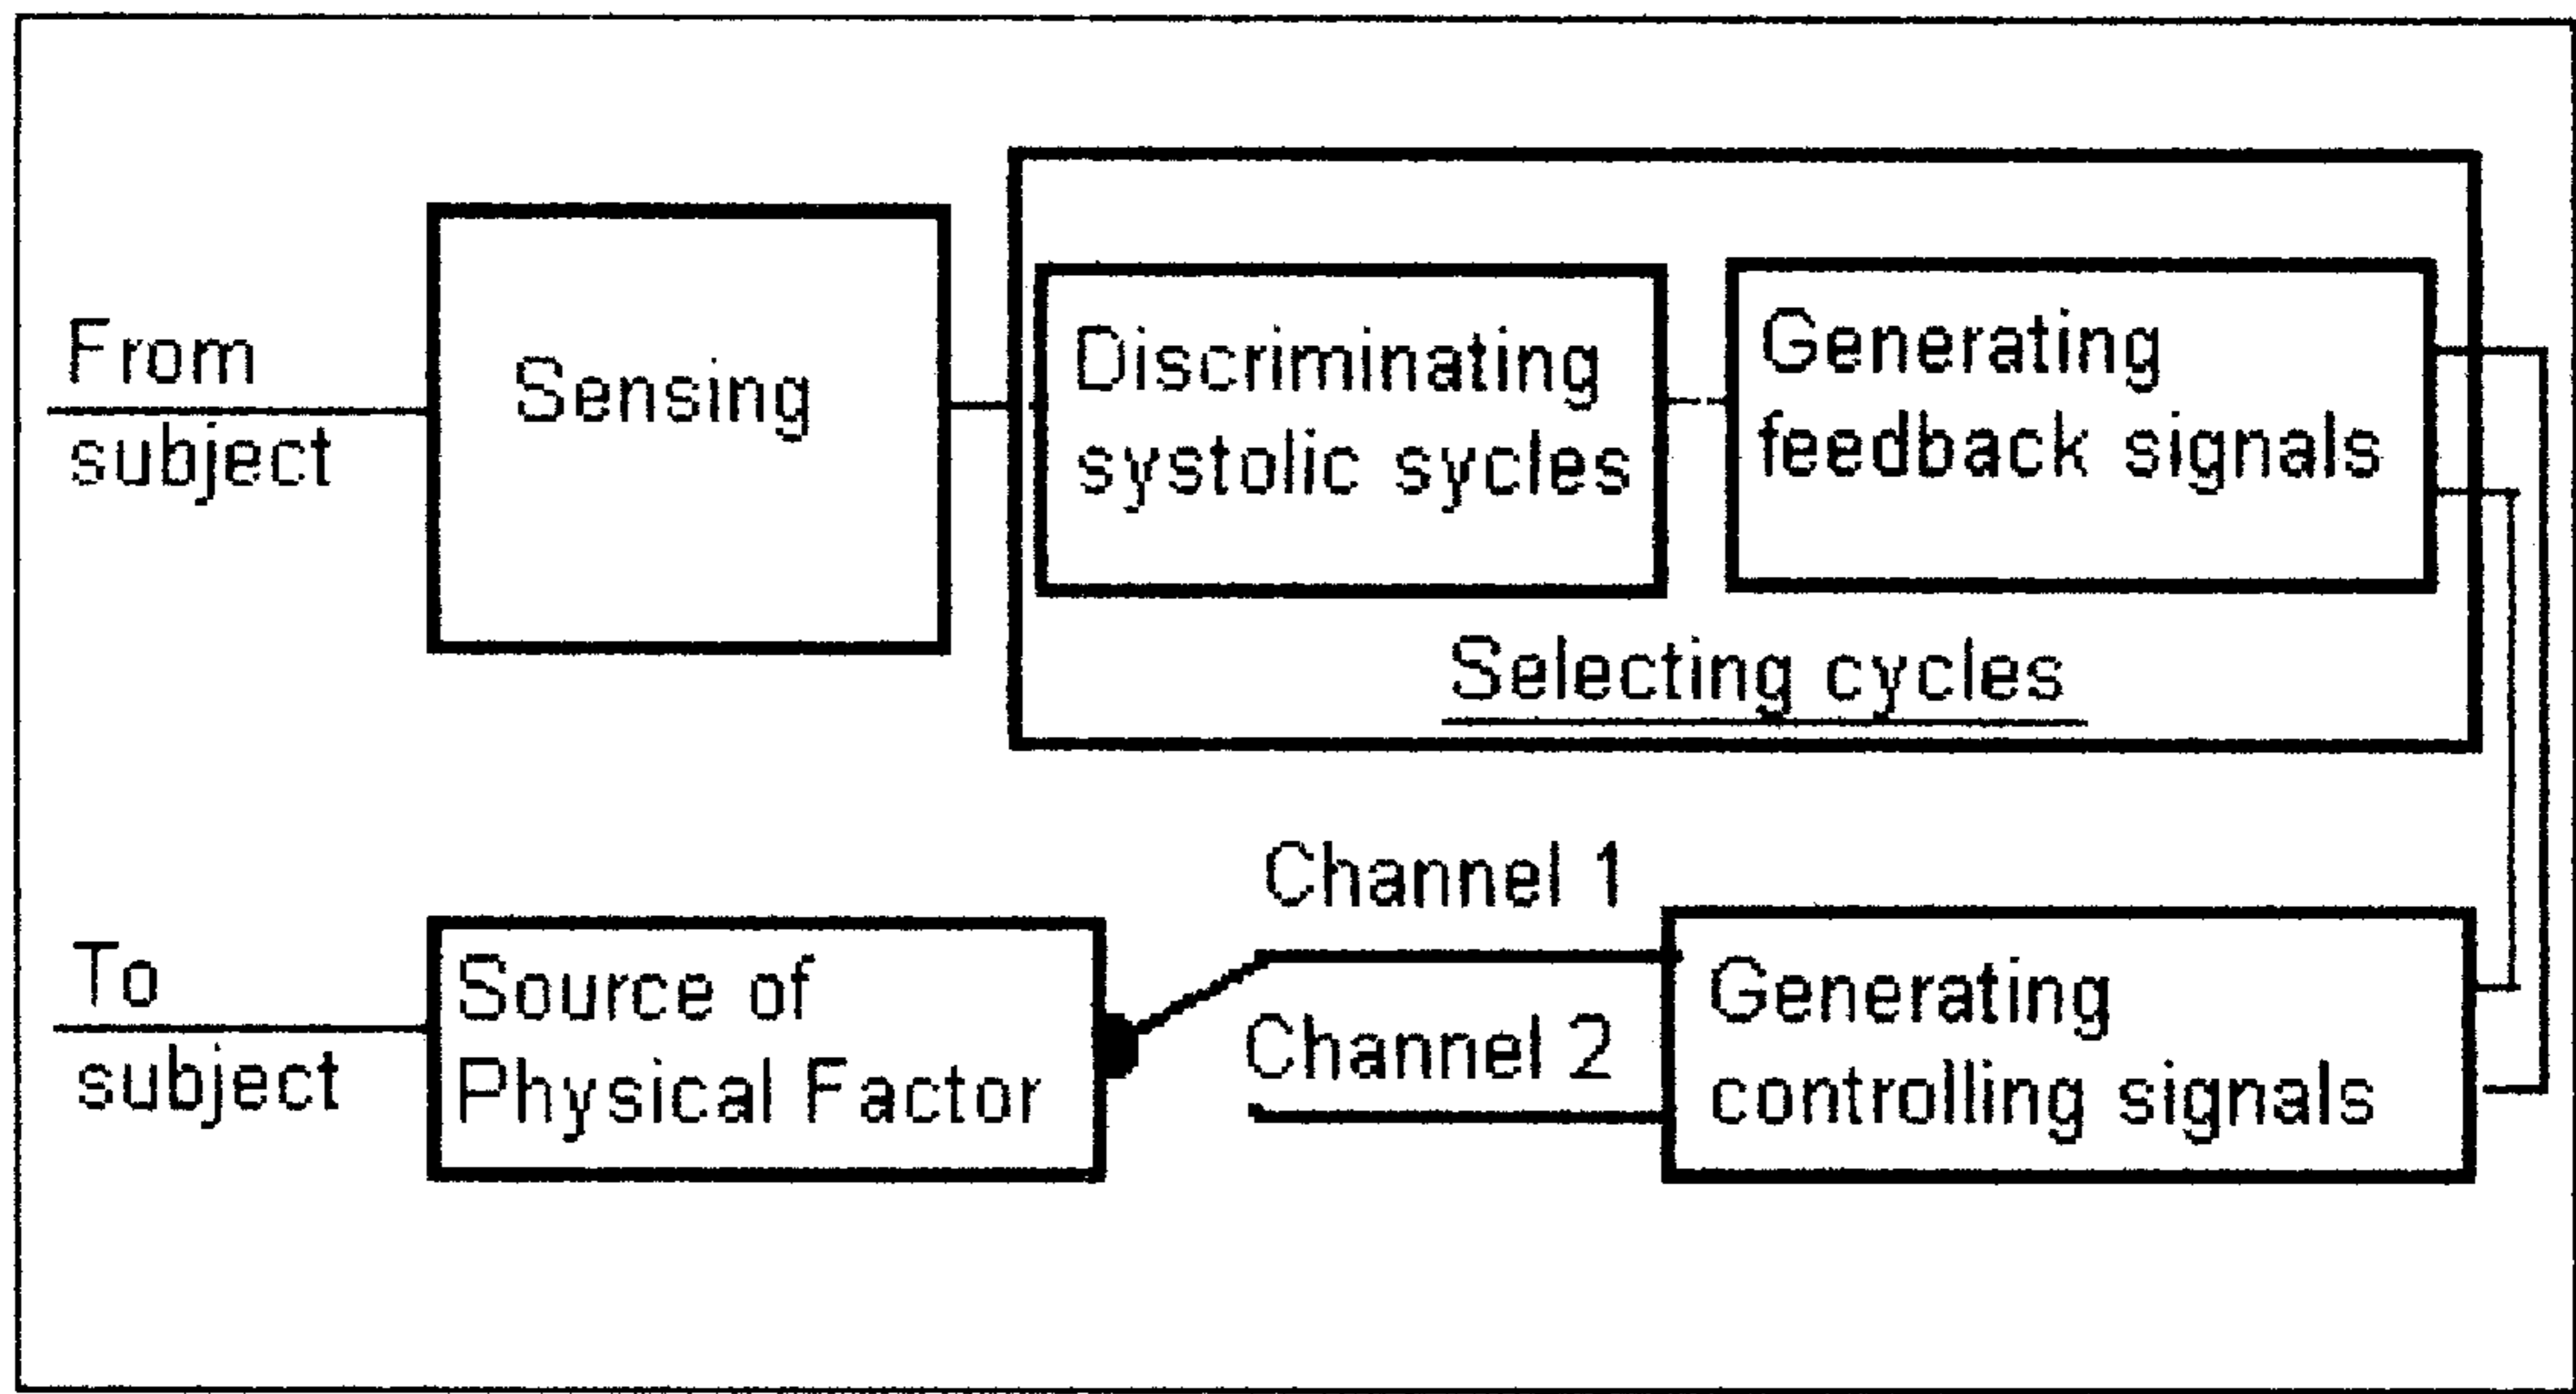 From
subject
Sensing
Discriminating
systolic sycles
Generating
feedback signals
Selecting cycles
Channel 1
To
subject
Source of
Physical Factor
Channel 2
Generating
controlling signals